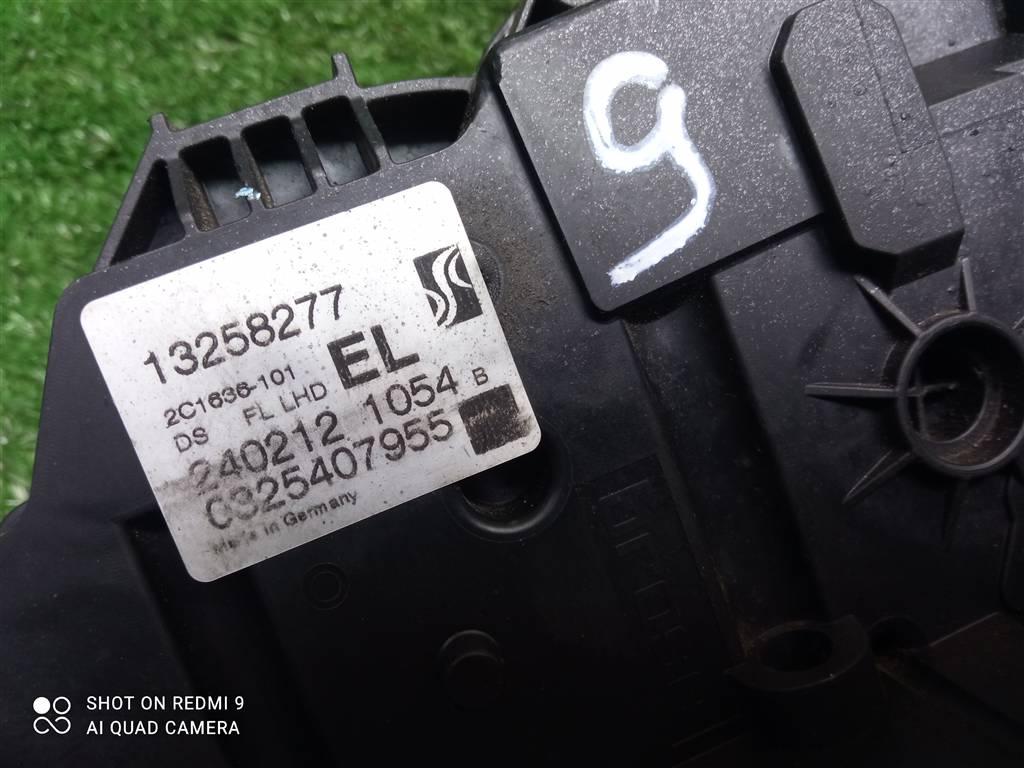 9
13258277
EL
2C1636-101
DS FL LHD
240212 1054 B
0325407955
Made in Germany
SHOT ON REDMI 9
AI QUAD CAMERA